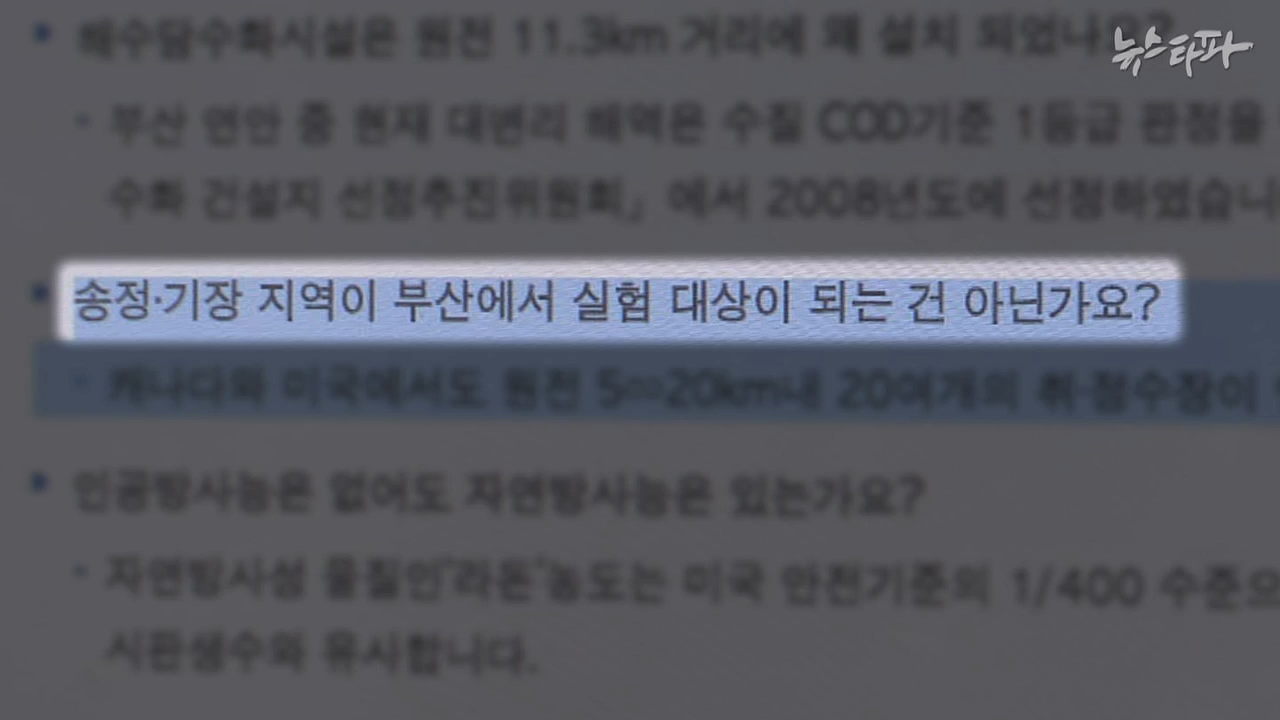 해수담수화시설은 원전 11.3km 거리에 왜 설치 되었나요?
뉴스타파
· 부산 연안 중 현재 대변리 해역은 수질 COD기준 1등급 판정을
수화 건설지 선정추진위원회」에서 2008년도에 선정하였습니
송정·기장 지역이 부산에서 실험 대상이 되는 건 아닌가요?
· 캐나다와 미국에서도 원전 5∞20km내 20여개의 취·정수장이
인공방사능은 없어도 자연방사능은 있는가요?
· 자연방사성 물질인'라돈'농도는 미국 안전기준의 1/400 수준으
시판생수와 유사합니다.